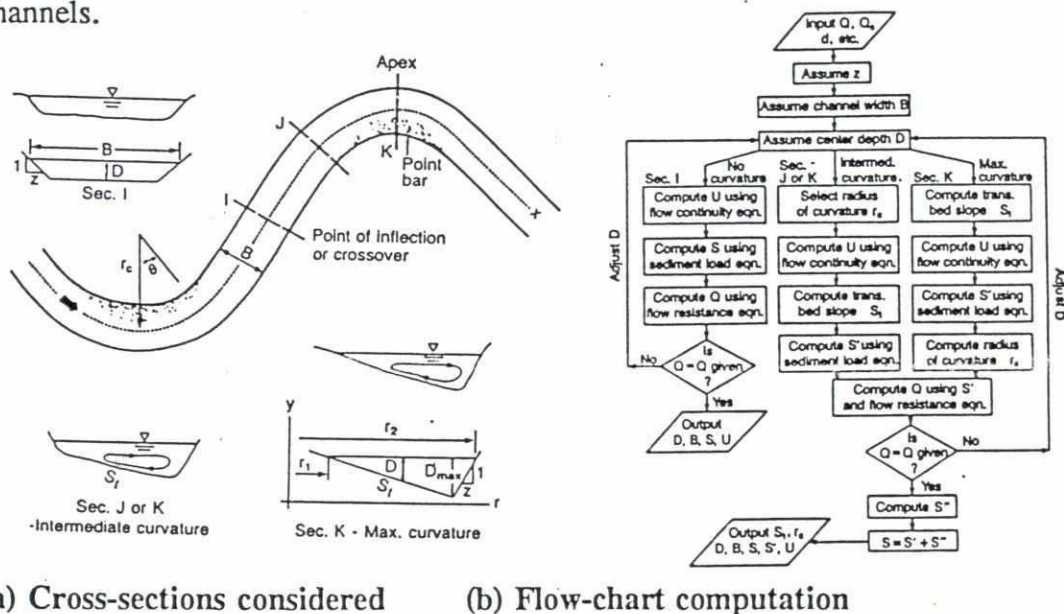 hannels.
Apex
J
K
Point
bar
B
1
z
D
Sec. I
I
Point of inflection
or crossover
B
x
r_c
θ
S_t
Sec. J or K
-Intermediate curvature
y
r_2
r_1
D
D_max
1
z
S_t
r
Sec. K - Max. curvature
) Cross-sections considered
Input Q, Q_s
d, etc.
Assume z
Assume channel width B
Assume center depth D
Sec. I
No
curvature
Sec.
J or K
Intermed.
curvature.
Sec. K
Max.
curvature
Compute U using
flow continuity eqn.
Compute S using
sediment load eqn.
Compute Q using
flow resistance eqn.
Is
Q = Q given
?
No
Yes
Output
D, B, S, U
Adjust D
Select radius
of curvature r_c
Compute U using
flow continuity eqn.
Compute trans.
bed slope S_t
Compute S' using
sediment load eqn.
Compute trans.
bed slope S_t
Compute U using
flow continuity eqn.
Compute S' using
sediment load eqn.
Compute radius
of curvature r_c
Compute Q using S'
and flow resistance eqn.
Is
Q = Q given
?
No
Adjust D
Yes
Compute S"
S = S' + S"
Output S_t, r_c
D, B, S, S', U
(b) Flow-chart computation